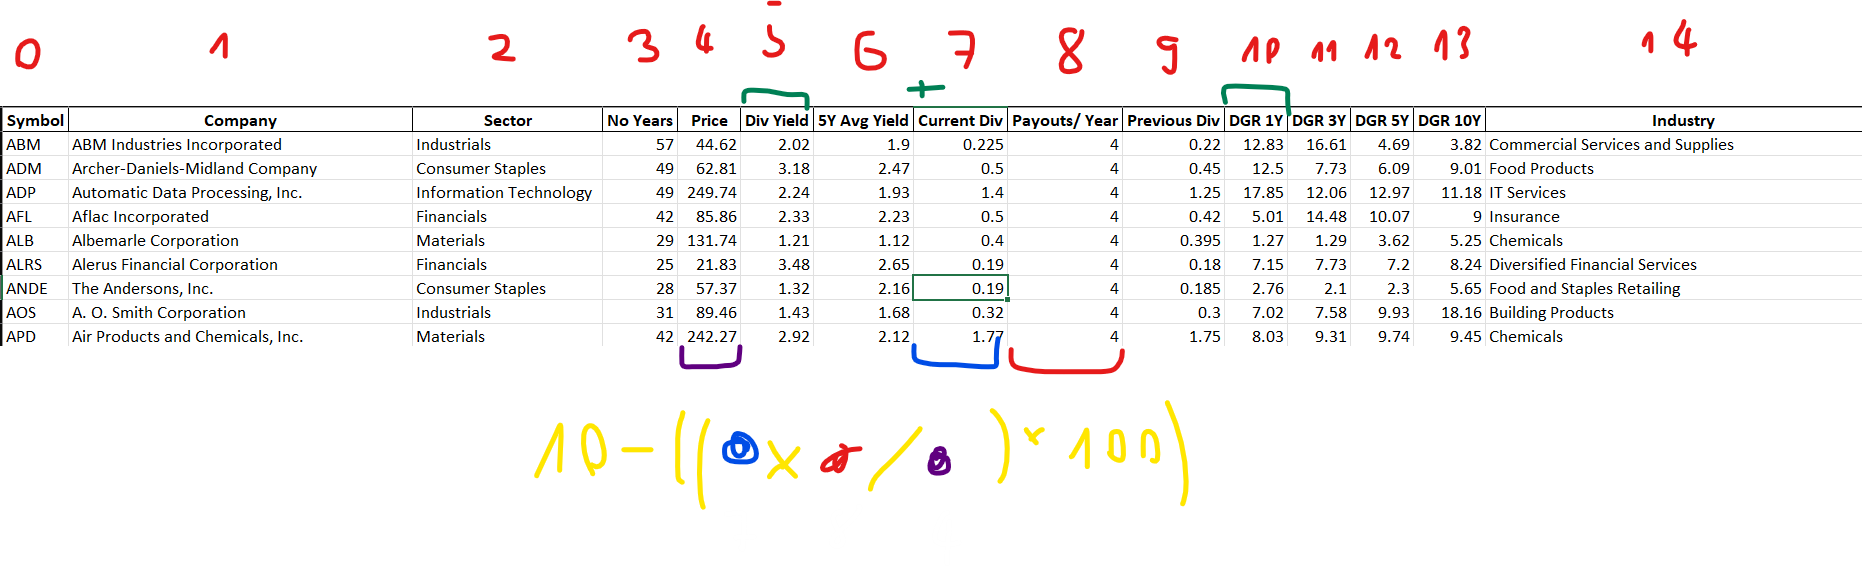 0 1 2 3 4 5 6 7 8 9 10 11 12 13 14
+
Symbol Company Sector No Years Price Div Yield 5Y Avg Yield Current Div Payouts/ Year Previous Div DGR 1Y DGR 3Y DGR 5Y DGR 10Y Industry
ABM ABM Industries Incorporated Industrials 57 44.62 2.02 1.9 0.225 4 0.22 12.83 16.61 4.69 3.82 Commercial Services and Supplies
ADM Archer-Daniels-Midland Company Consumer Staples 49 62.81 3.18 2.47 0.5 4 0.45 12.5 7.73 6.09 9.01 Food Products
ADP Automatic Data Processing, Inc. Information Technology 49 249.74 2.24 1.93 1.4 4 1.25 17.85 12.06 12.97 11.18 IT Services
AFL Aflac Incorporated Financials 42 85.86 2.33 2.23 0.5 4 0.42 5.01 14.48 10.07 9 Insurance
ALB Albemarle Corporation Materials 29 131.74 1.21 1.12 0.4 4 0.395 1.27 1.29 3.62 5.25 Chemicals
ALRS Alerus Financial Corporation Financials 25 21.83 3.48 2.65 0.19 4 0.18 7.15 7.73 7.2 8.24 Diversified Financial Services
ANDE The Andersons, Inc. Consumer Staples 28 57.37 1.32 2.16 0.19 4 0.185 2.76 2.1 2.3 5.65 Food and Staples Retailing
AOS A. O. Smith Corporation Industrials 31 89.46 1.43 1.68 0.32 4 0.3 7.02 7.58 9.93 18.16 Building Products
APD Air Products and Chemicals, Inc. Materials 42 242.27 2.92 2.12 1.77 4 1.75 8.03 9.31 9.74 9.45 Chemicals
10 - (( x / ) x 100)